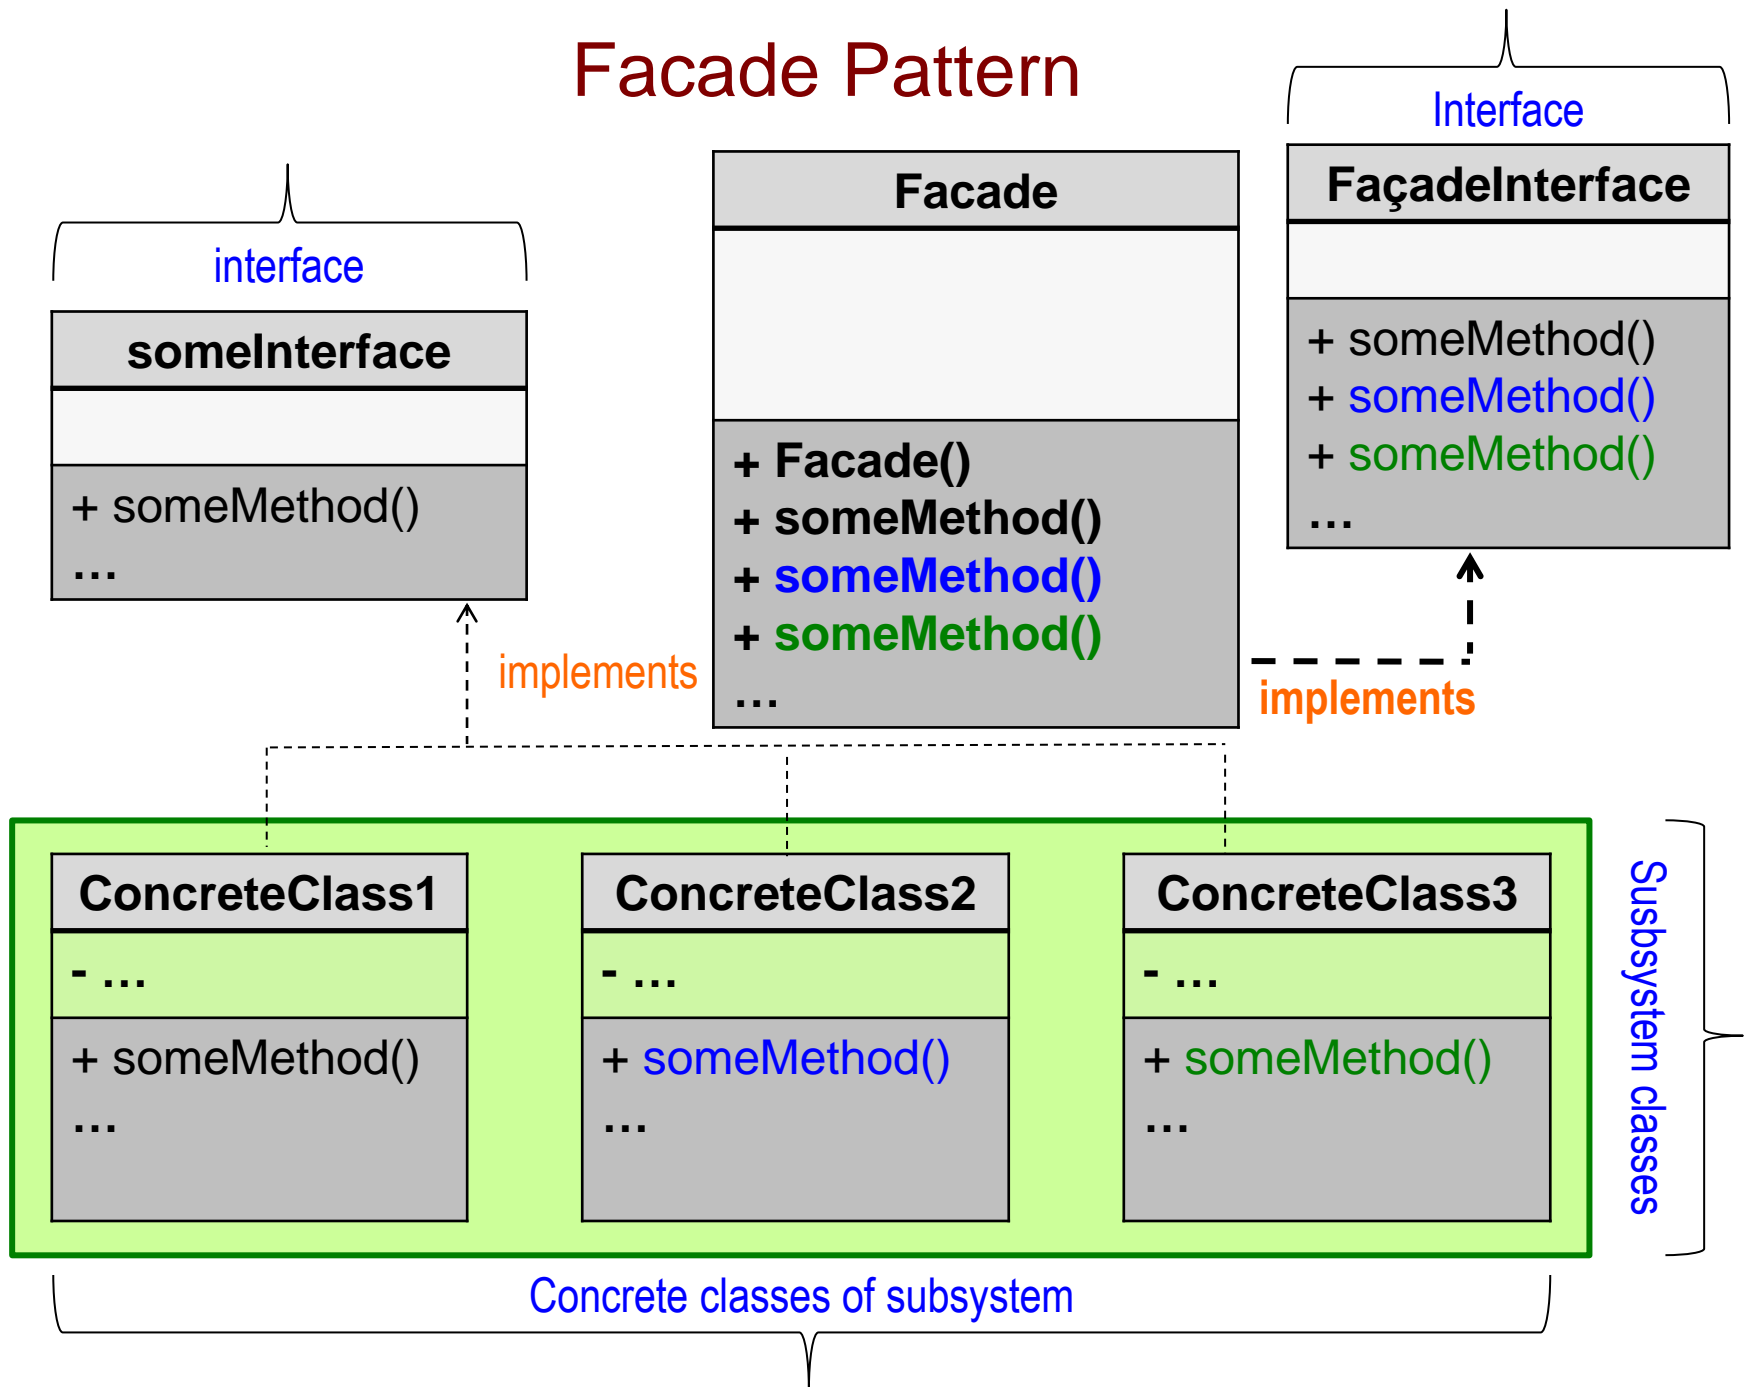 Facade Pattern
interface
someInterface
+ someMethod()
…
implements
Facade
+ Facade()
+ someMethod()
+ someMethod()
+ someMethod()
…
Interface
FaçadeInterface
+ someMethod()
+ someMethod()
+ someMethod()
…
implements
ConcreteClass1
- …
+ someMethod()
…
ConcreteClass2
- …
+ someMethod()
…
ConcreteClass3
- …
+ someMethod()
…
Susbsystem classes
Concrete classes of subsystem